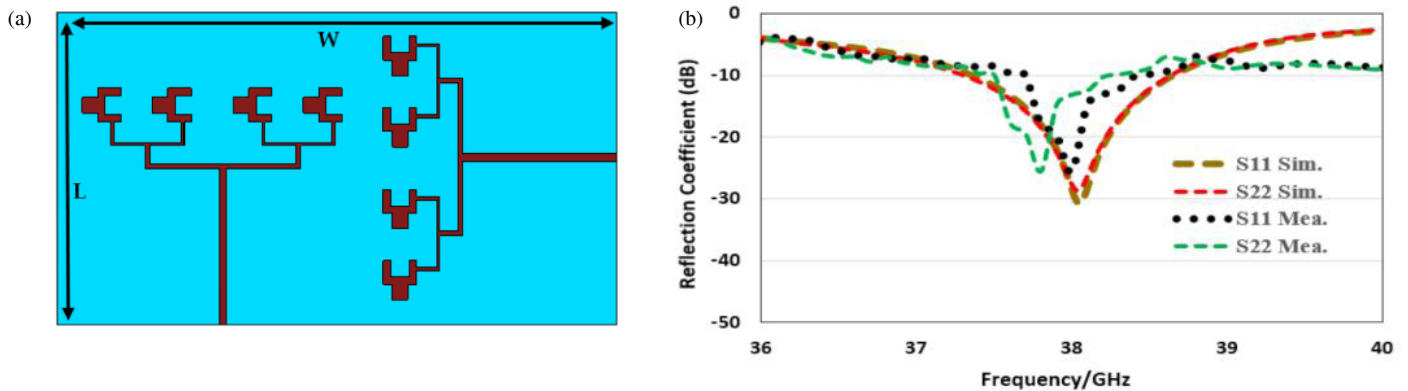 (a)
W
L
(b)
Reflection Coefficient (dB)
0
-10
-20
-30
-40
-50
S11 Sim.
S22 Sim.
S11 Mea.
S22 Mea.
36 37 38 39 40
Frequency/GHz